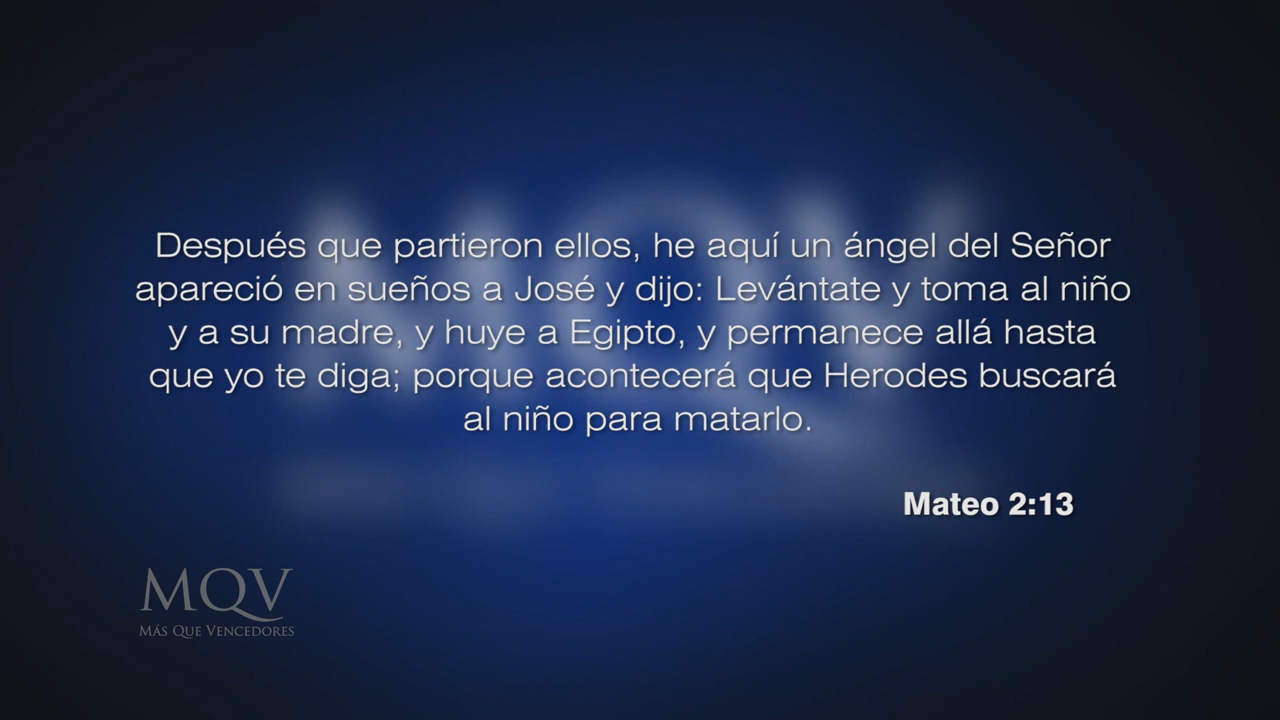 Después que partieron ellos, he aquí un ángel del Señor
apareció en sueños a José y dijo: Levántate y toma al niño
y a su madre, y huye a Egipto, y permanece allá hasta
que yo te diga; porque acontecerá que Herodes buscará
al niño para matarlo.
Mateo 2:13
MQV
MÁS QUE VENCEDORES